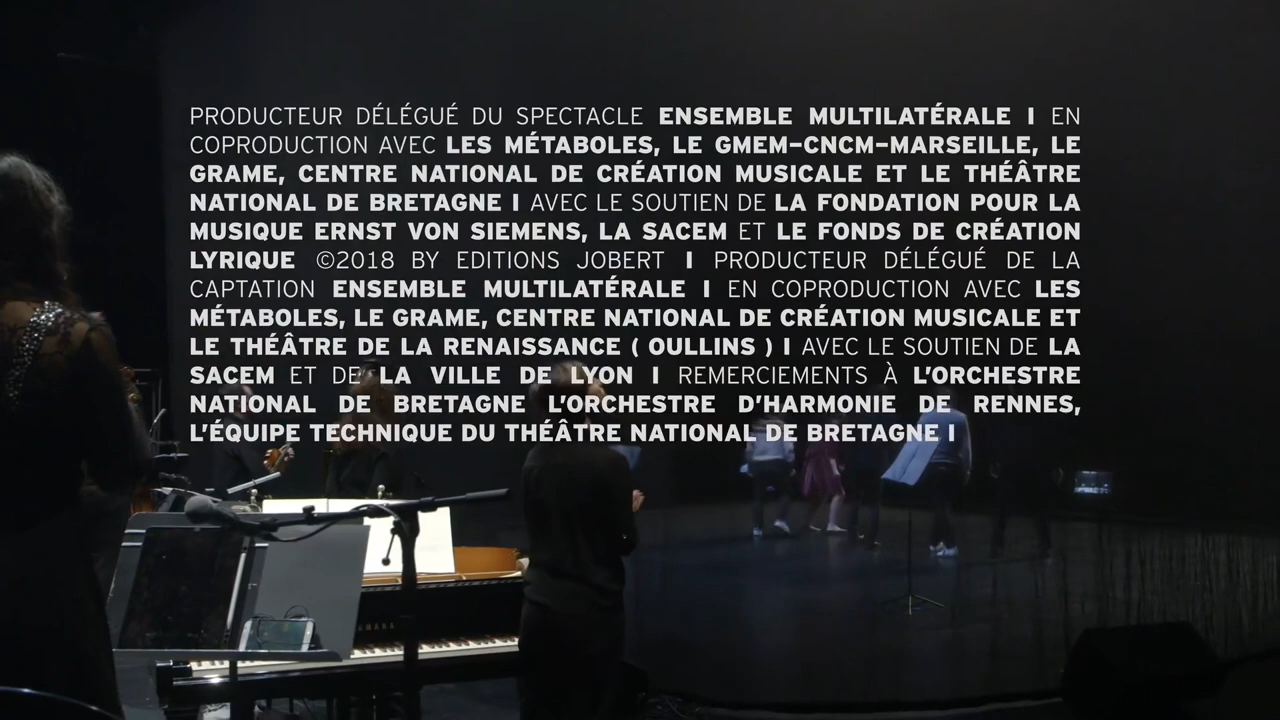 PRODUCTEUR DÉLÉGUÉ DU SPECTACLE ENSEMBLE MULTILATÉRALE I EN
COPRODUCTION AVEC LES MÉTABOLES, LE GMEM–CNCM–MARSEILLE, LE
GRAME, CENTRE NATIONAL DE CRÉATION MUSICALE ET LE THÉÂTRE
NATIONAL DE BRETAGNE I AVEC LE SOUTIEN DE LA FONDATION POUR LA
MUSIQUE ERNST VON SIEMENS, LA SACEM ET LE FONDS DE CRÉATION
LYRIQUE ©2018 BY EDITIONS JOBERT I PRODUCTEUR DÉLÉGUÉ DE LA
CAPTATION ENSEMBLE MULTILATÉRALE I EN COPRODUCTION AVEC LES
MÉTABOLES, LE GRAME, CENTRE NATIONAL DE CRÉATION MUSICALE ET
LE THÉÂTRE DE LA RENAISSANCE ( OULLINS ) I AVEC LE SOUTIEN DE LA
SACEM ET DE LA VILLE DE LYON I REMERCIEMENTS À L'ORCHESTRE
NATIONAL DE BRETAGNE L'ORCHESTRE D'HARMONIE DE RENNES,
L'ÉQUIPE TECHNIQUE DU THÉÂTRE NATIONAL DE BRETAGNE I
YAMAHA